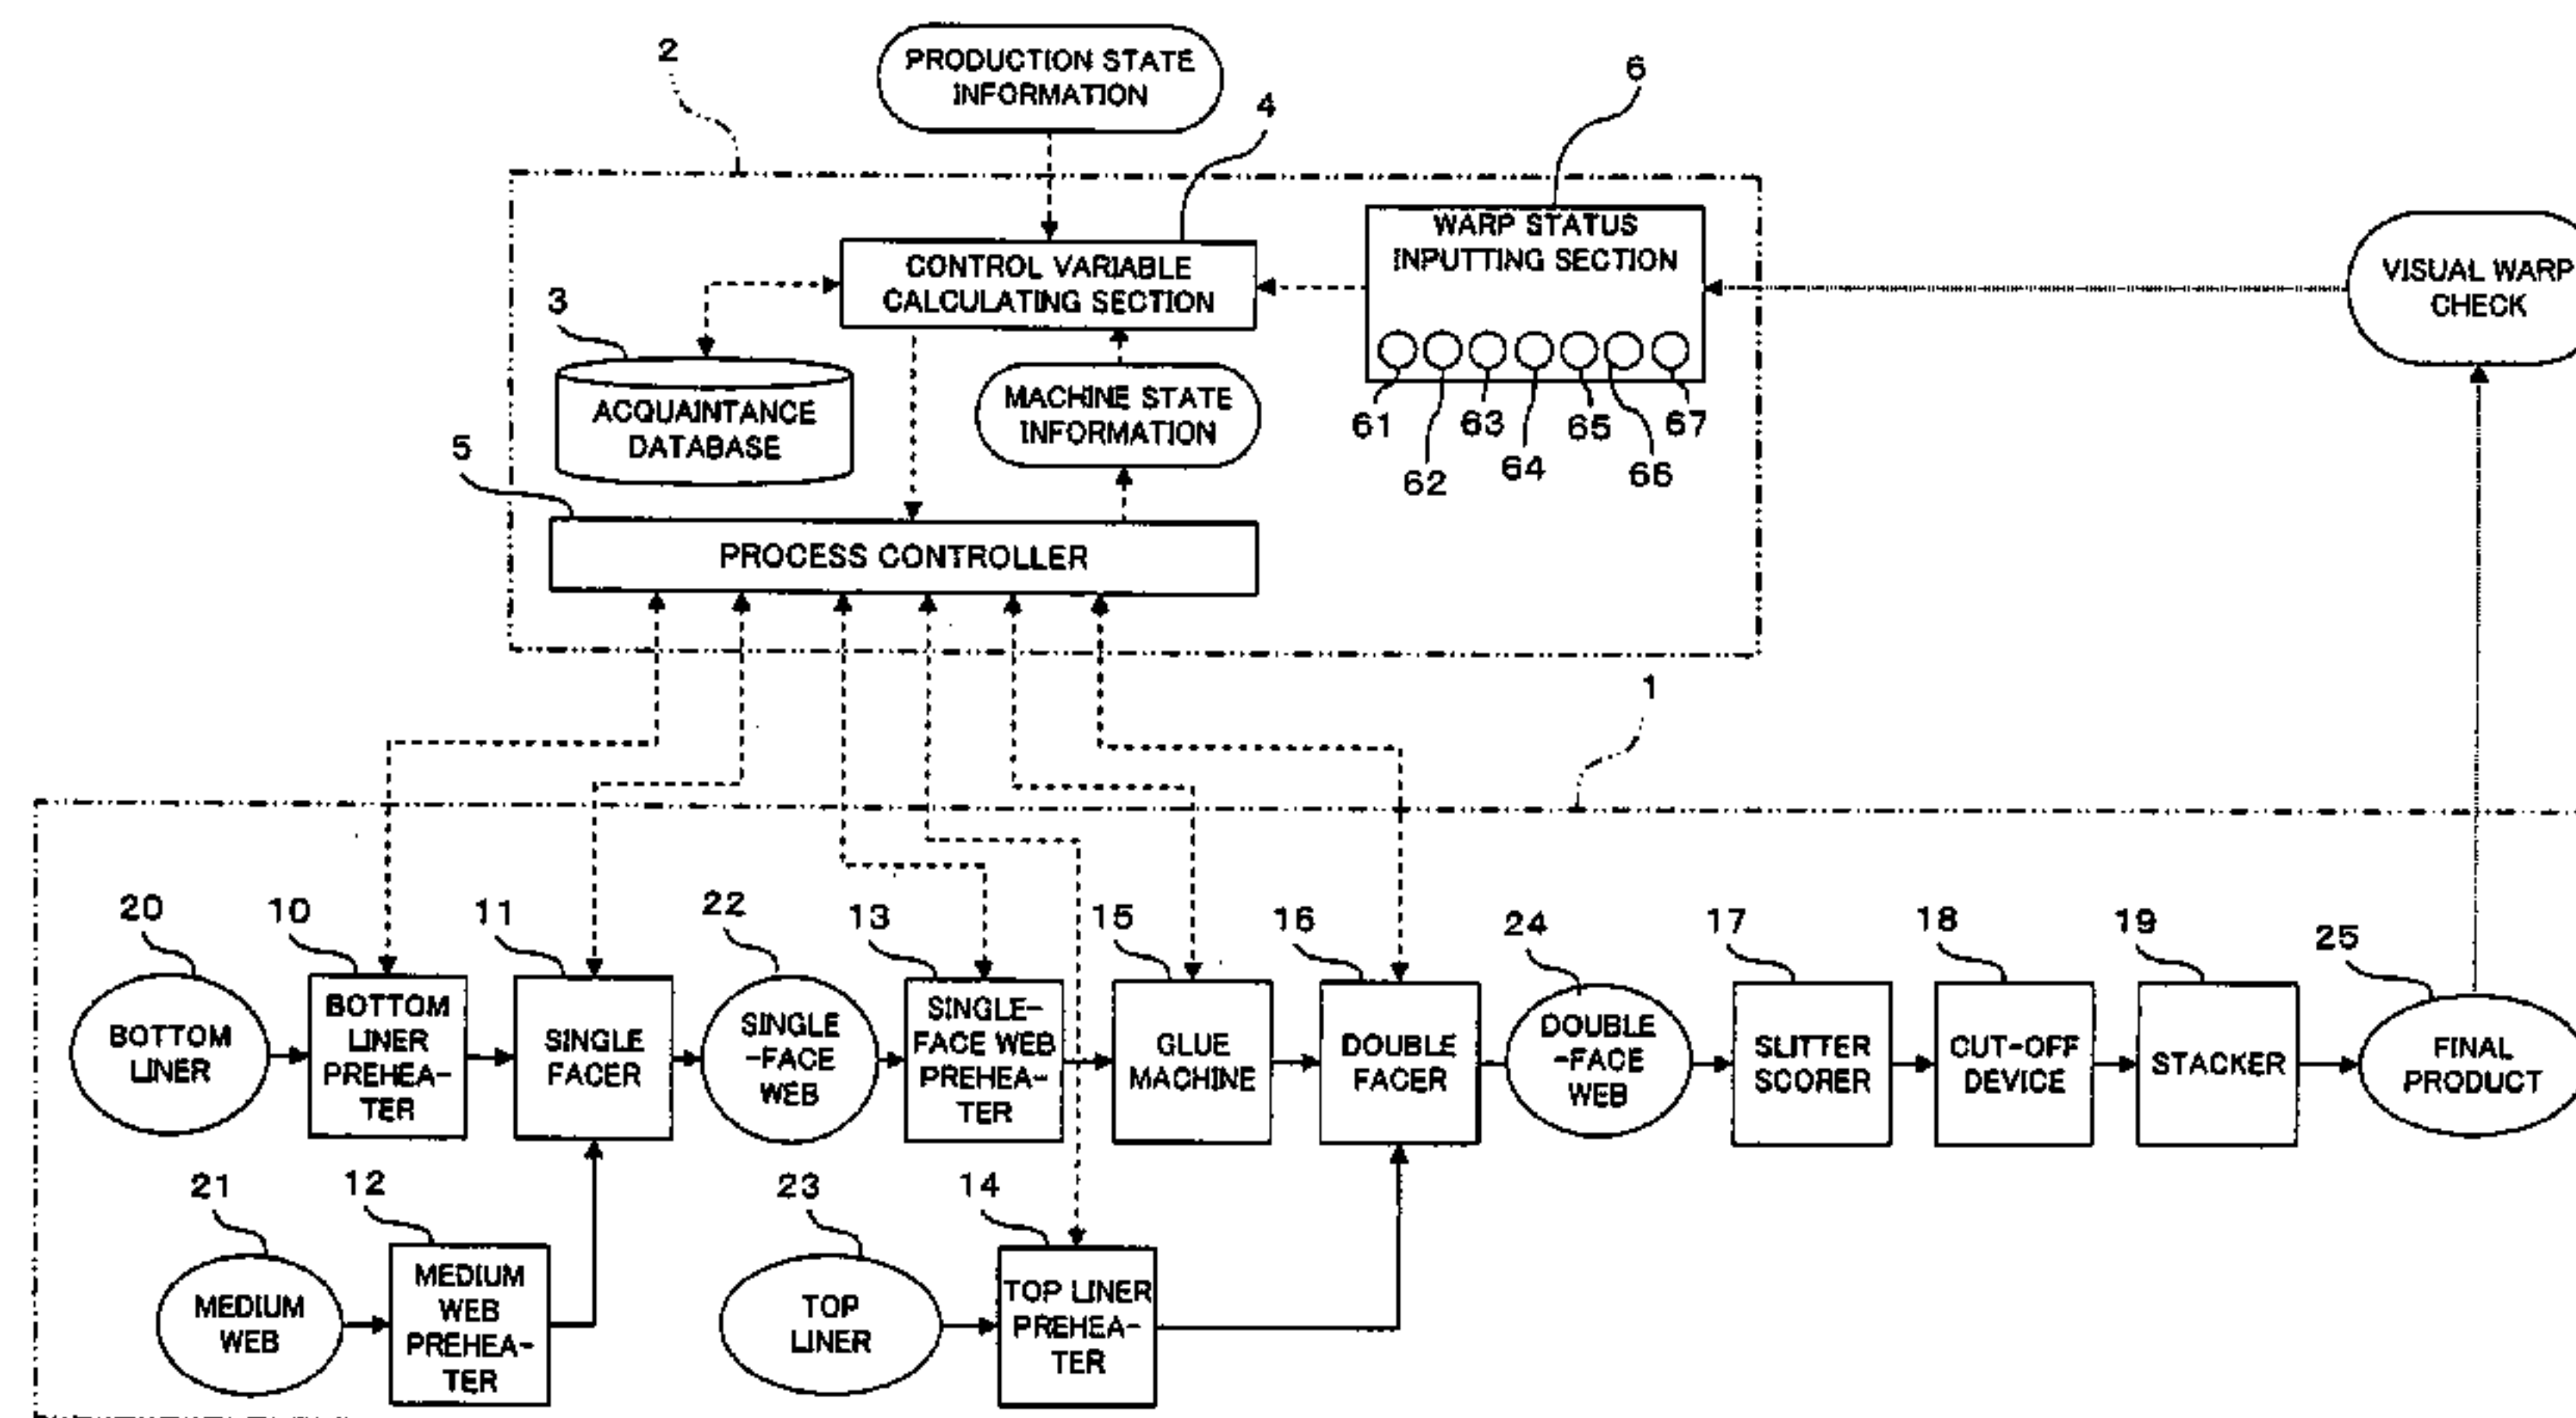 2
PRODUCTION STATE
INFORMATION
4
6
WARP STATUS
INPUTTING SECTION
61
62
63
64
65
66
67
VISUAL WARP
CHECK
CONTROL VARIABLE
CALCULATING SECTION
3
ACQUAINTANCE
DATABASE
MACHINE STATE
INFORMATION
5
PROCESS CONTROLLER
1
20
BOTTOM
LINER
10
BOTTOM
LINER
PREHEA-
TER
11
SINGLE
FACER
22
SINGLE
-FACE
WEB
13
SINGLE-
FACE WEB
PREHEA-
TER
15
GLUE
MACHINE
16
DOUBLE
FACER
24
DOUBLE
-FACE
WEB
17
SLITTER
SCORER
18
CUT-OFF
DEVICE
19
STACKER
25
FINAL
PRODUCT
21
MEDIUM
WEB
12
MEDIUM
WEB
PREHEA-
TER
23
TOP
LINER
14
TOP LINER
PREHEA-
TER